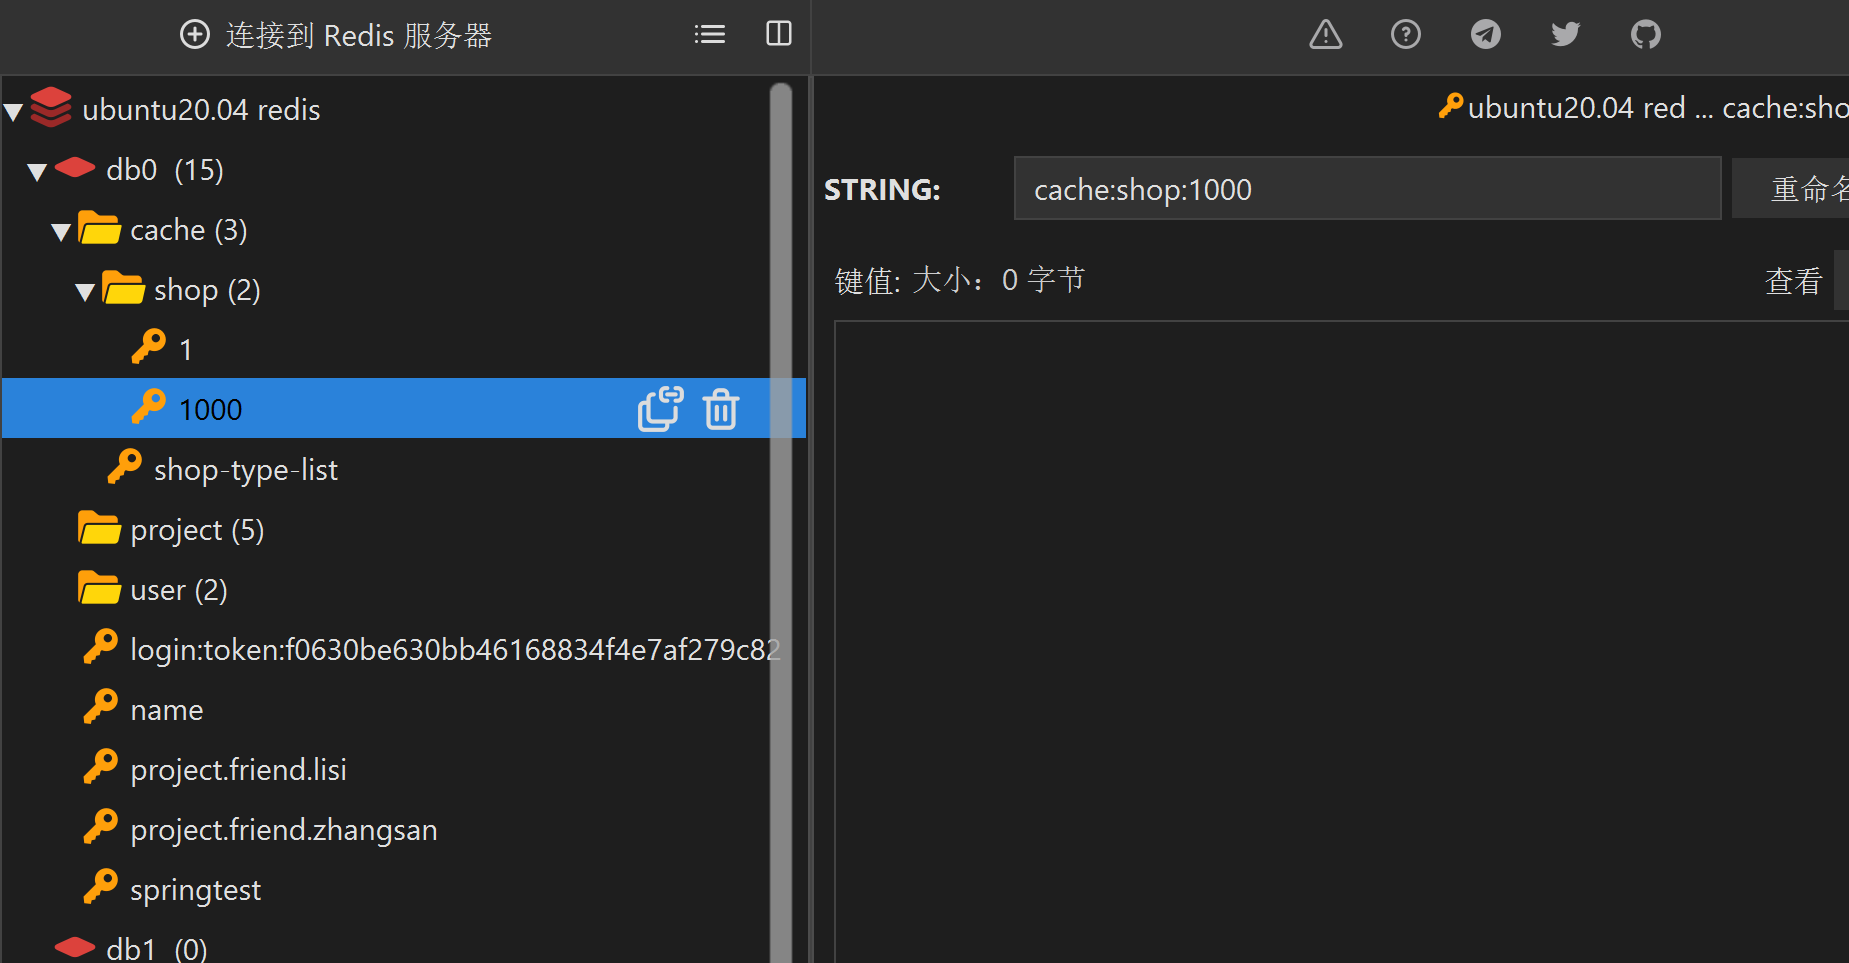 连接到 Redis 服务器
ubuntu20.04 redis
db0 (15)
cache (3)
shop (2)
1
1000
shop-type-list
project (5)
user (2)
login:token:f0630be630bb46168834f4e7af279c82
name
project.friend.lisi
project.friend.zhangsan
springtest
db1 (0)
ubuntu20.04 red ... cache:sho
STRING:
cache:shop:1000
重命名
键值: 大小：0 字节
查看